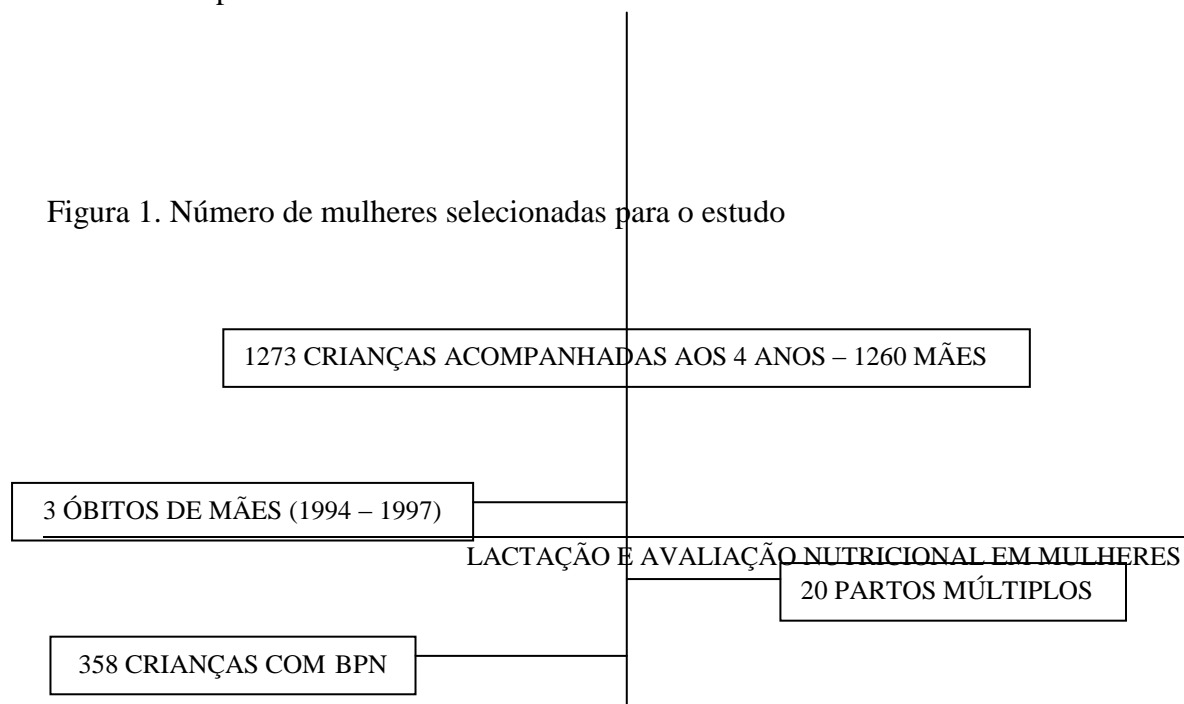 Figura 1. Número de mulheres selecionadas para o estudo
1273 CRIANÇAS ACOMPANHADAS AOS 4 ANOS – 1260 MÃES
3 ÓBITOS DE MÃES (1994 – 1997)
LACTAÇÃO E AVALIAÇÃO NUTRICIONAL EM MULHERES
20 PARTOS MÚLTIPLOS
358 CRIANÇAS COM BPN